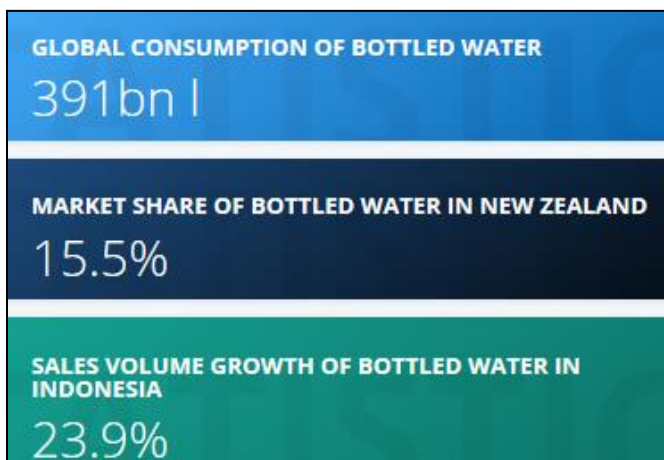 GLOBAL CONSUMPTION OF BOTTLED WATER
391bn l
MARKET SHARE OF BOTTLED WATER IN NEW ZEALAND
15.5%
SALES VOLUME GROWTH OF BOTTLED WATER IN
INDONESIA
23.9%